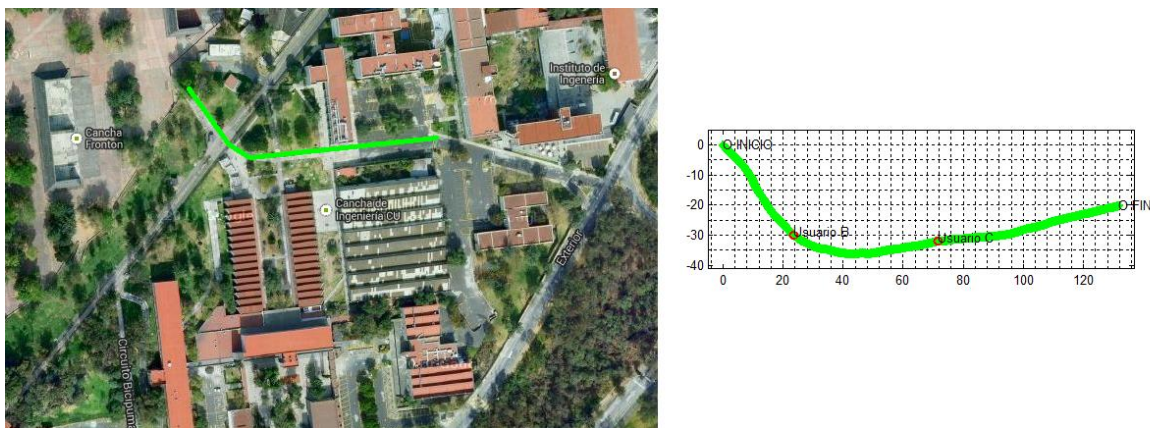 Instituto de
Ingeniería
Cancha
Frontón
Cancha de
Ingeniería CU
Exterior
Circuito Bicipuma
0
-10
-20
-30
-40
O INICIO
Usuario B
Usuario C
O FIN
0
20
40
60
80
100
120